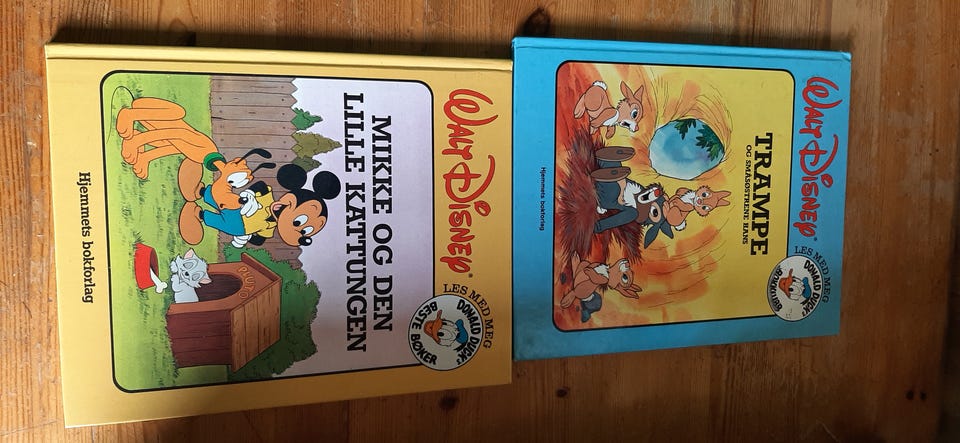 WALT DISNEY
LES MED MEG
DONALD DUCK'S
BESTE BØKER
MIKKE OG DEN
LILLE KATTUNGEN
PLUTO
Hjemmets bokforlag
WALT DISNEY
LES MED MEG
DONALD DUCK'S
TRAMPE
OG SMÅSØSTRENE HANS
Hjemmets bokforlag